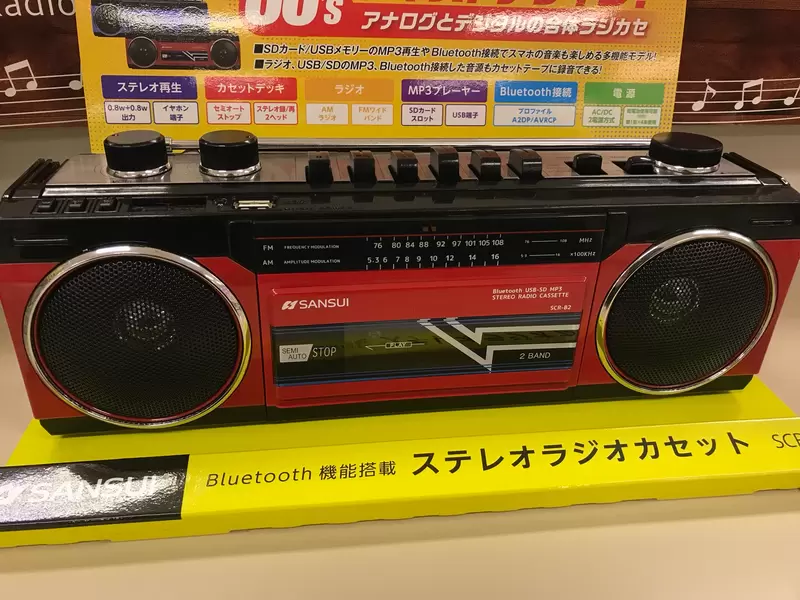 adio
60's
アナログとデジタルの合体ラジカセ
■SDカード/USBメモリーのMP3再生やBluetooth接続でスマホの音楽も楽しめる多機能モデル!
■ラジオ、USB/SDのMP3、Bluetooth接続した音源もカセットテープに録音できる!
ステレオ再生 カセットデッキ ラジオ MP3プレーヤー Bluetooth接続 電源
0.8w+0.8w 出力 イヤホン 端子 セミオート ストップ ステレオ録/再 2ヘッド AM ラジオ FMワイド バンド SDカード スロット USB端子 プロファイル A2DP/AVRCP AC/DC 2電源方式
FM FREQUENCY MODULATION 76 80 84 88 92 97 101 105 108 MHZ
AM AMPLITUDE MODULATION 5.3 6 7 8 9 10 12 14 16 ×100KHZ
SANSUI
Bluetooth USB·SD MP3
STEREO RADIO CASSETTE
SCR-B2
SEMI AUTO STOP
PLAY
2 BAND
SANSUI Bluetooth 機能搭載 ステレオラジオカセット SCR